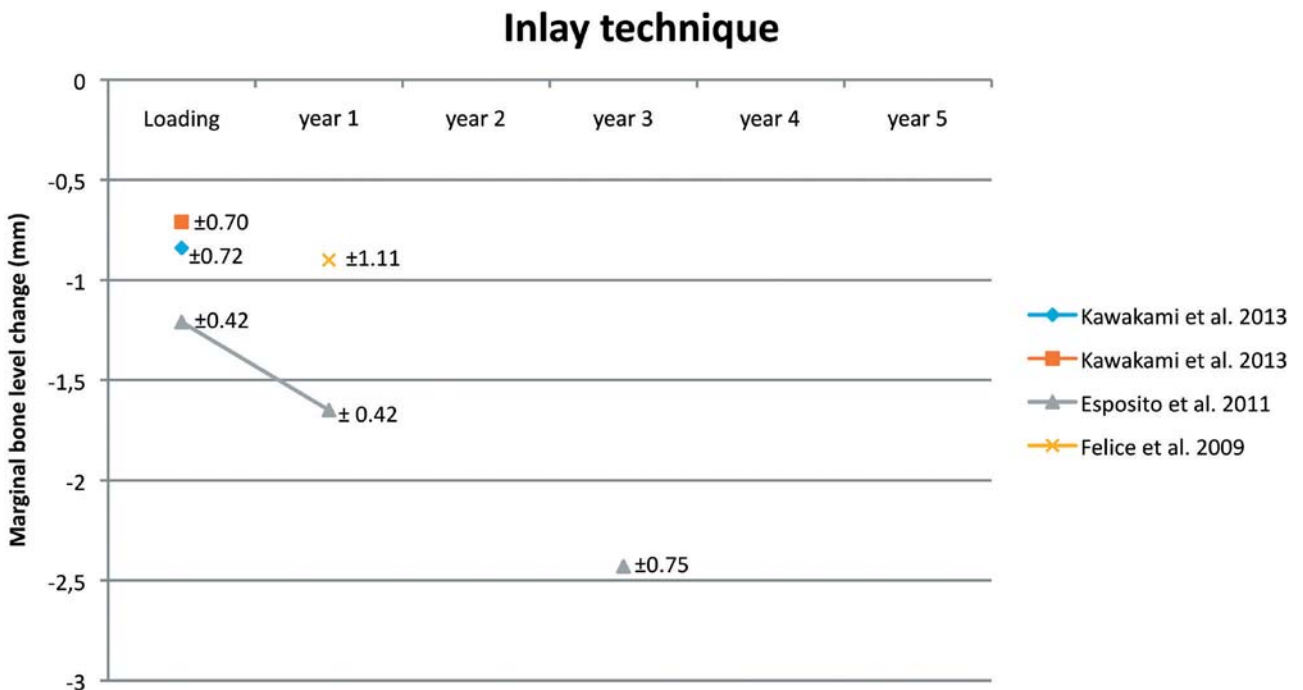 Inlay technique
0
Loading year 1 year 2 year 3 year 4 year 5
-0,5
±0.70
±0.72
±1.11
-1
±0.42
-1,5
± 0.42
-2
±0.75
-2,5
-3
Marginal bone level change (mm)
Kawakami et al. 2013
Kawakami et al. 2013
Esposito et al. 2011
Felice et al. 2009